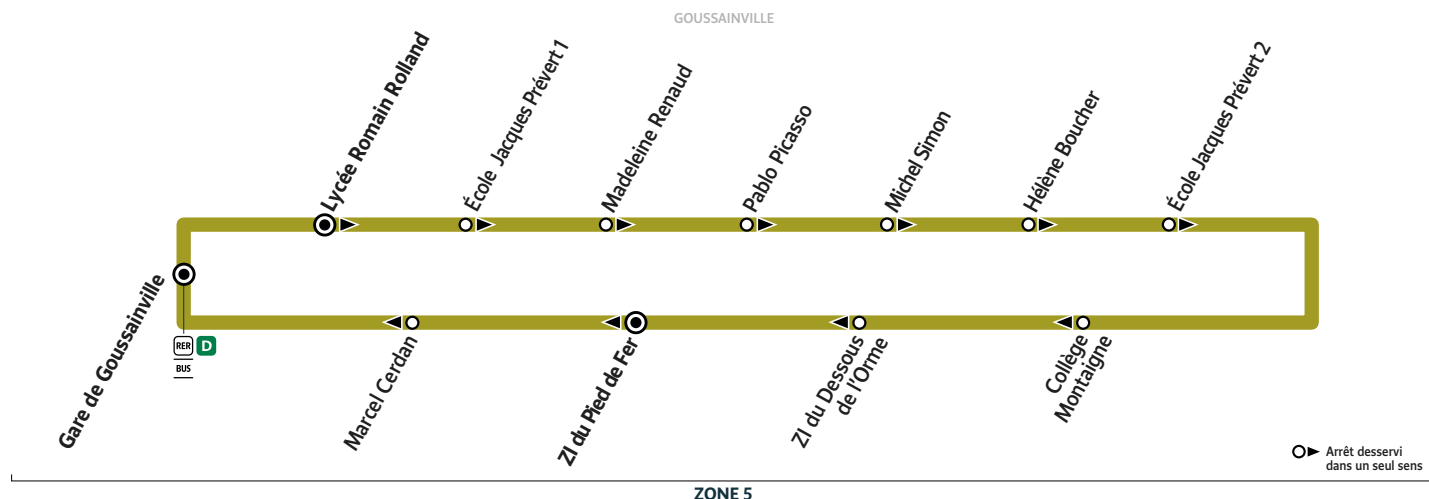 GOUSSAINVILLE
Lycée Romain Rolland
École Jacques Prévert 1
Madeleine Renaud
Pablo Picasso
Michel Simon
Hélène Boucher
École Jacques Prévert 2
Gare de Goussainville
RER D
BUS
Marcel Cerdan
ZI du Pied de Fer
ZI du Dessous
de l'Orme
Collège
Montaigne
Arrêt desservi
dans un seul sens
ZONE 5